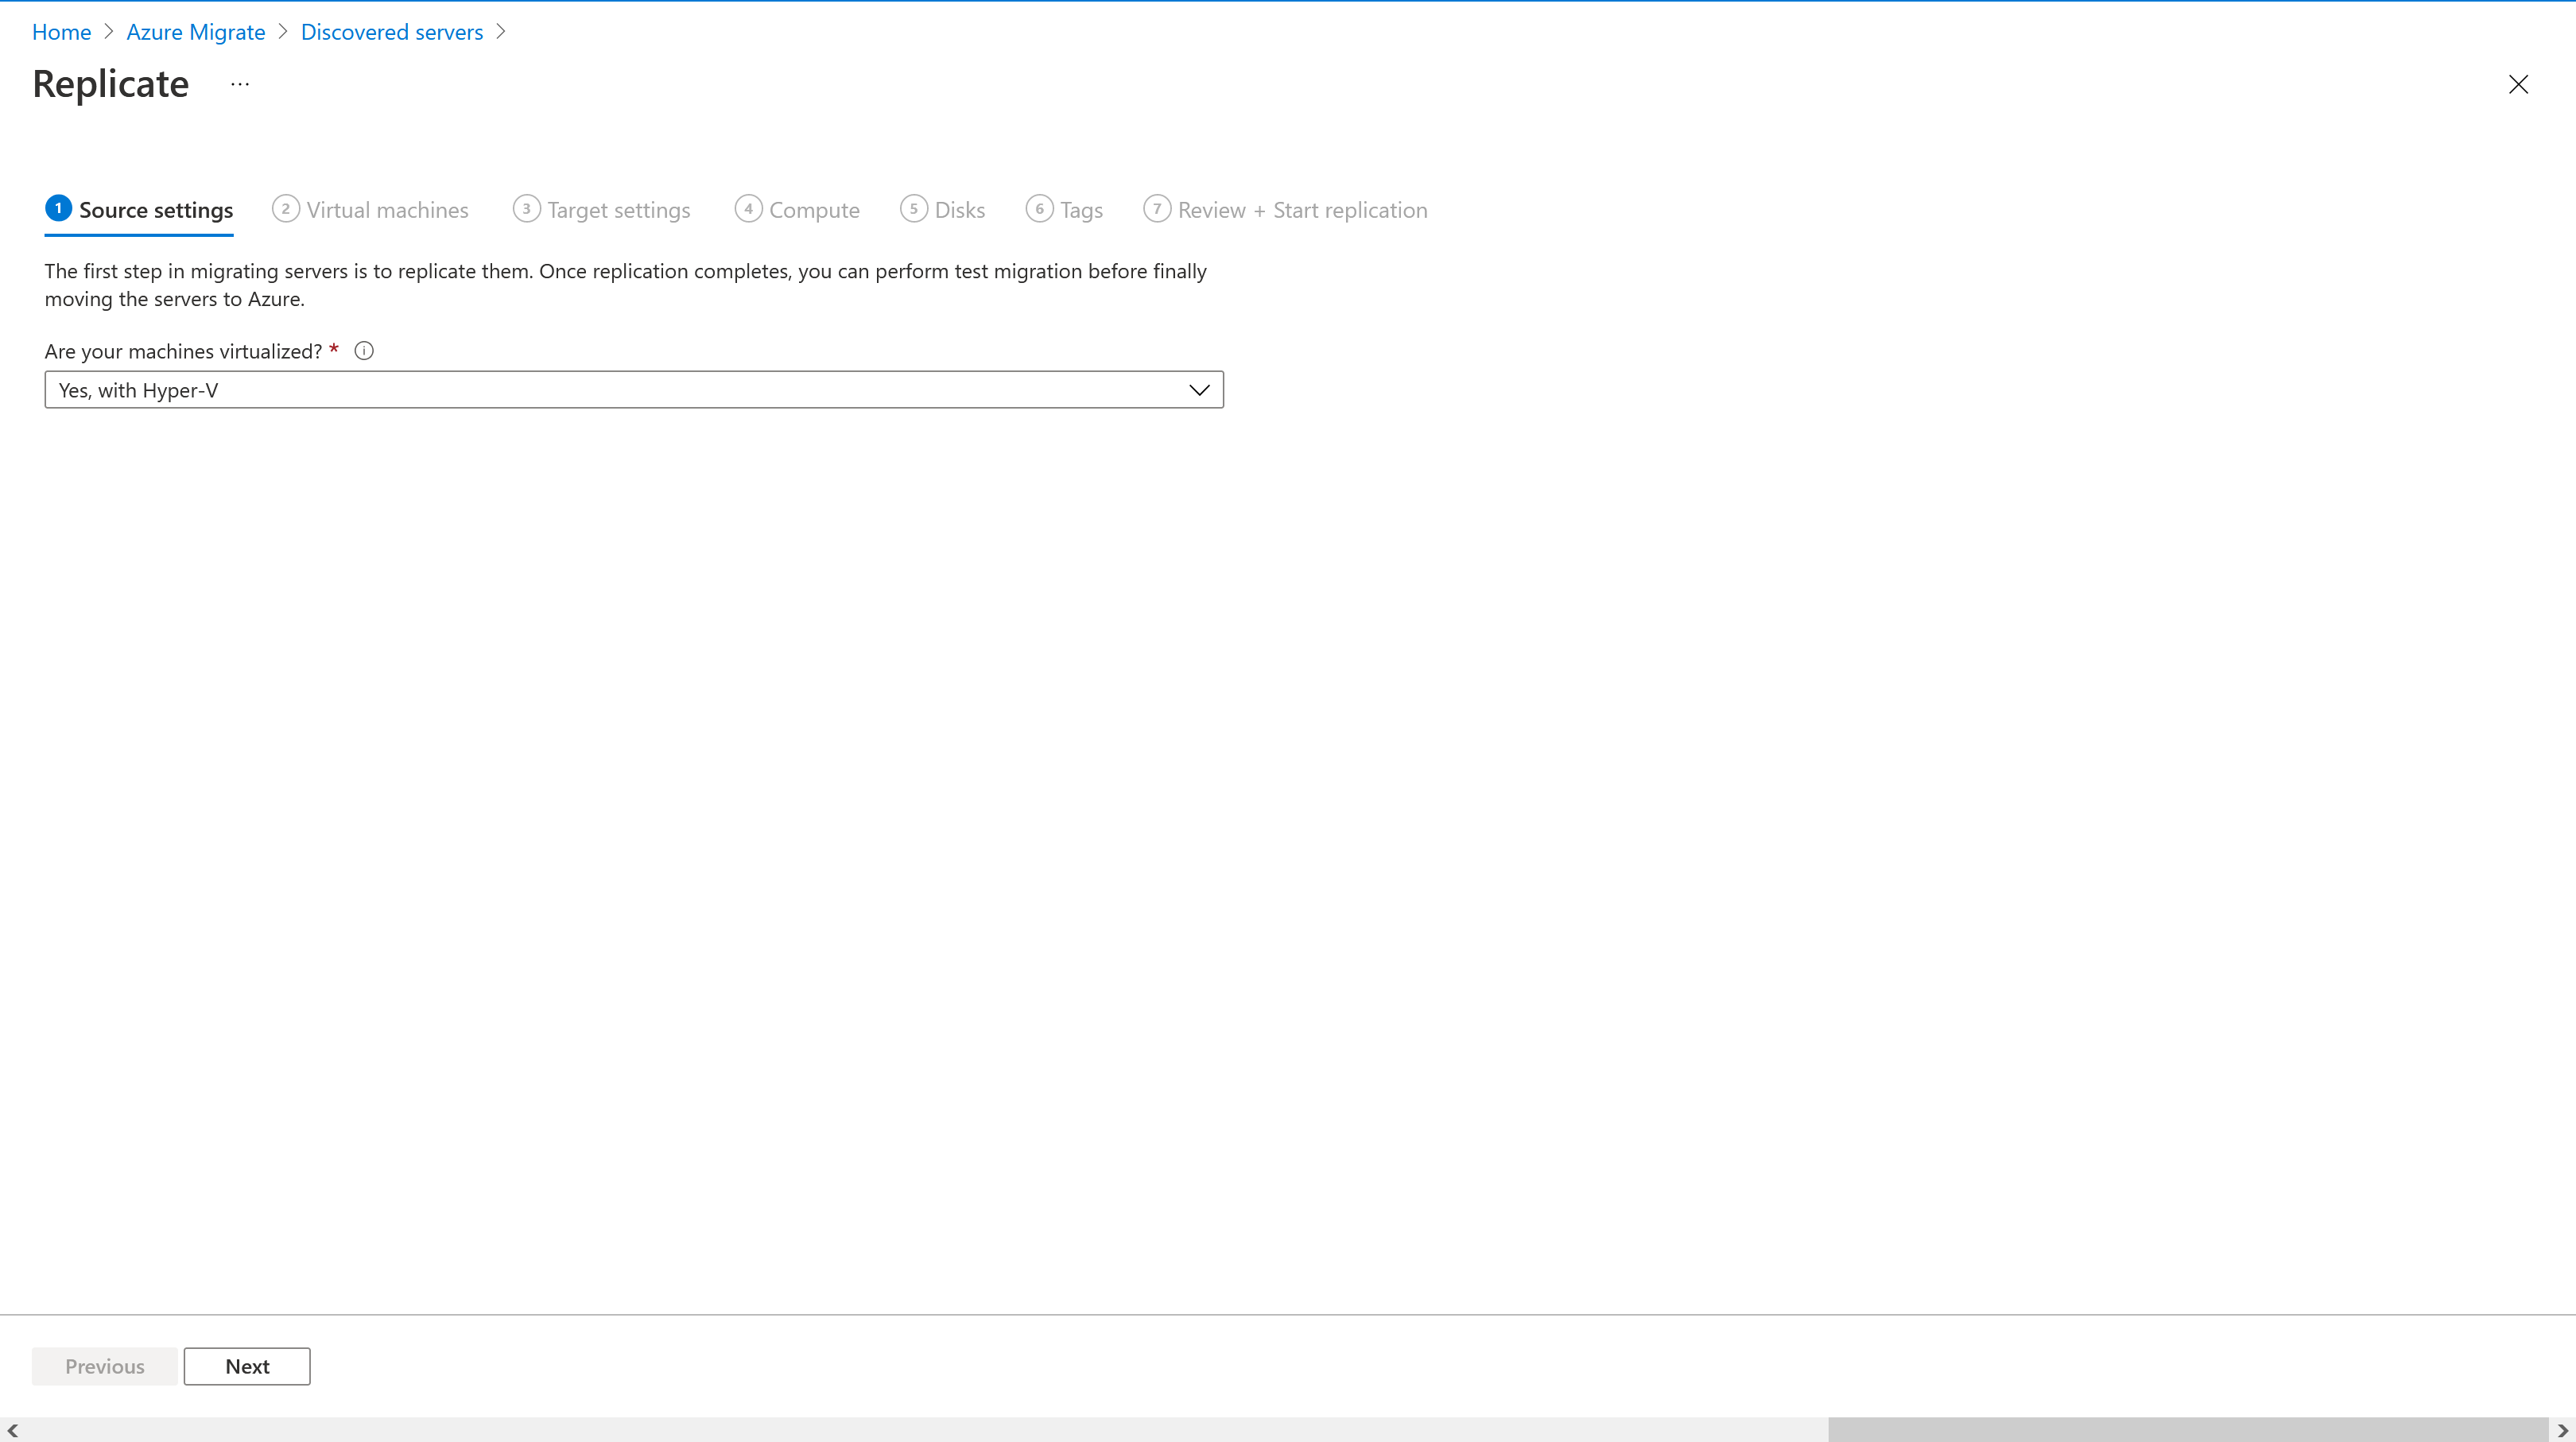 Home > Azure Migrate > Discovered servers >
Replicate ...
1 Source settings 2 Virtual machines 3 Target settings 4 Compute 5 Disks 6 Tags 7 Review + Start replication
The first step in migrating servers is to replicate them. Once replication completes, you can perform test migration before finally
moving the servers to Azure.
Are your machines virtualized? *
Yes, with Hyper-V
Previous Next